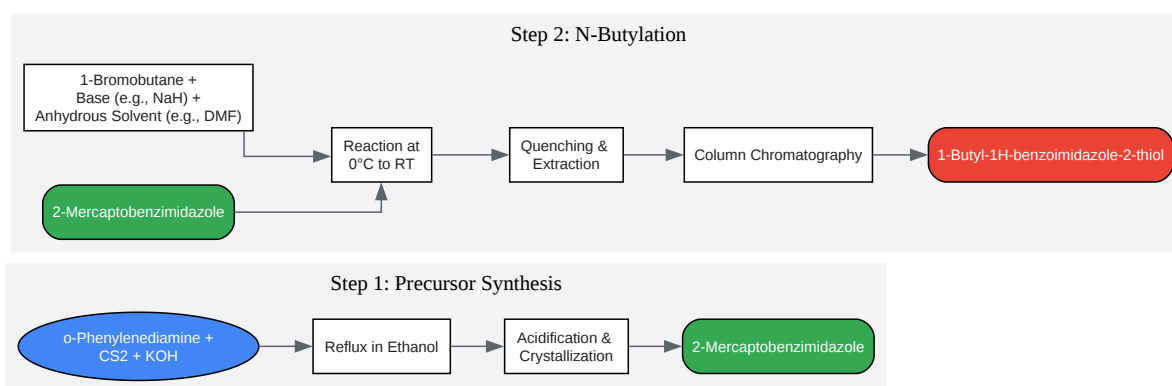 Step 2: N-Butylation
1-Bromobutane +
Base (e.g., NaH) +
Anhydrous Solvent (e.g., DMF)
Reaction at
0°C to RT
Quenching &
Extraction
Column Chromatography
1-Butyl-1H-benzoimidazole-2-thiol
2-Mercaptobenzimidazole
Step 1: Precursor Synthesis
o-Phenylenediamine +
CS2 + KOH
Reflux in Ethanol
Acidification &
Crystallization
2-Mercaptobenzimidazole